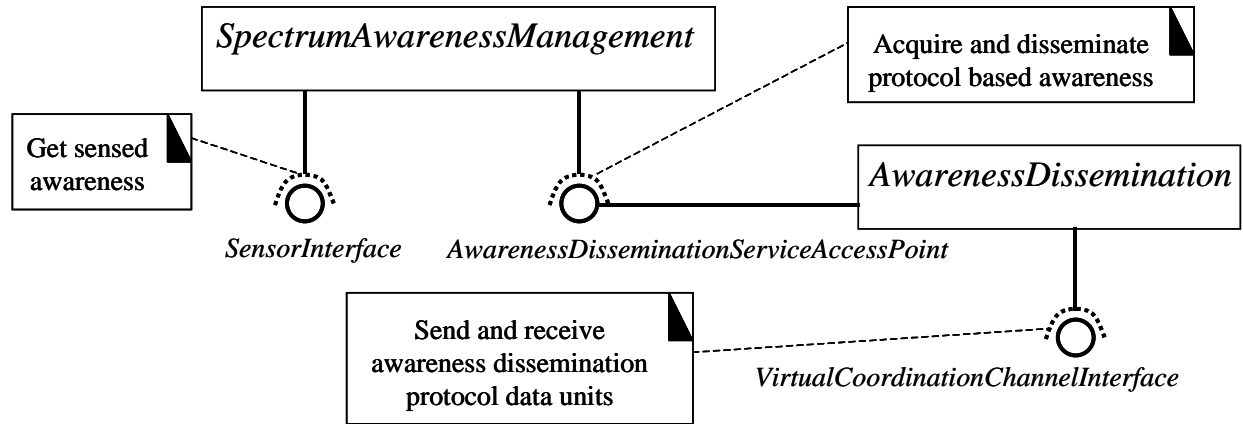 SpectrumAwarenessManagement
Acquire and disseminate
protocol based awareness
Get sensed
awareness
AwarenessDissemination
SensorInterface
AwarenessDisseminationServiceAccessPoint
Send and receive
awareness dissemination
protocol data units
VirtualCoordinationChannelInterface